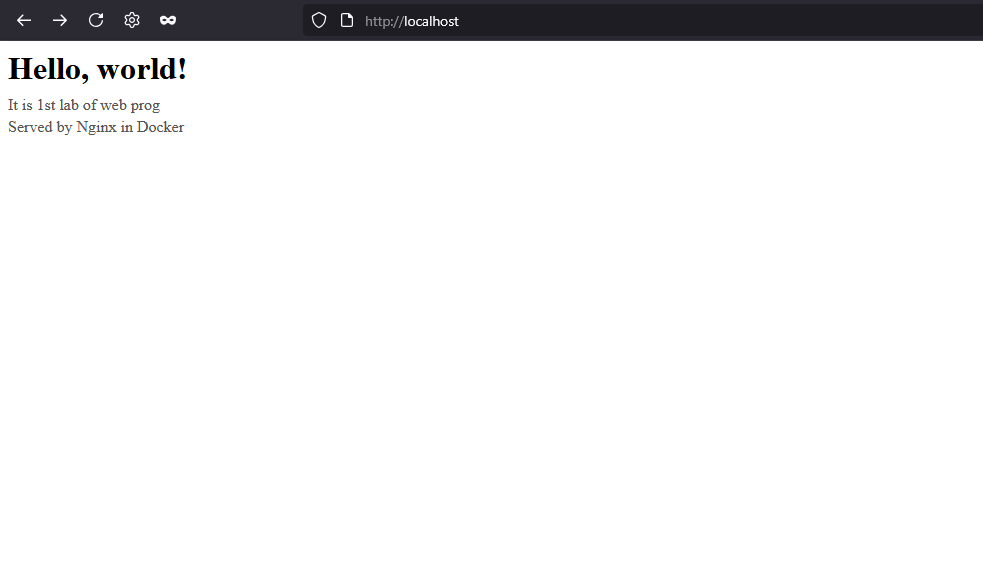 http://localhost
Hello, world!
It is 1st lab of web prog
Served by Nginx in Docker